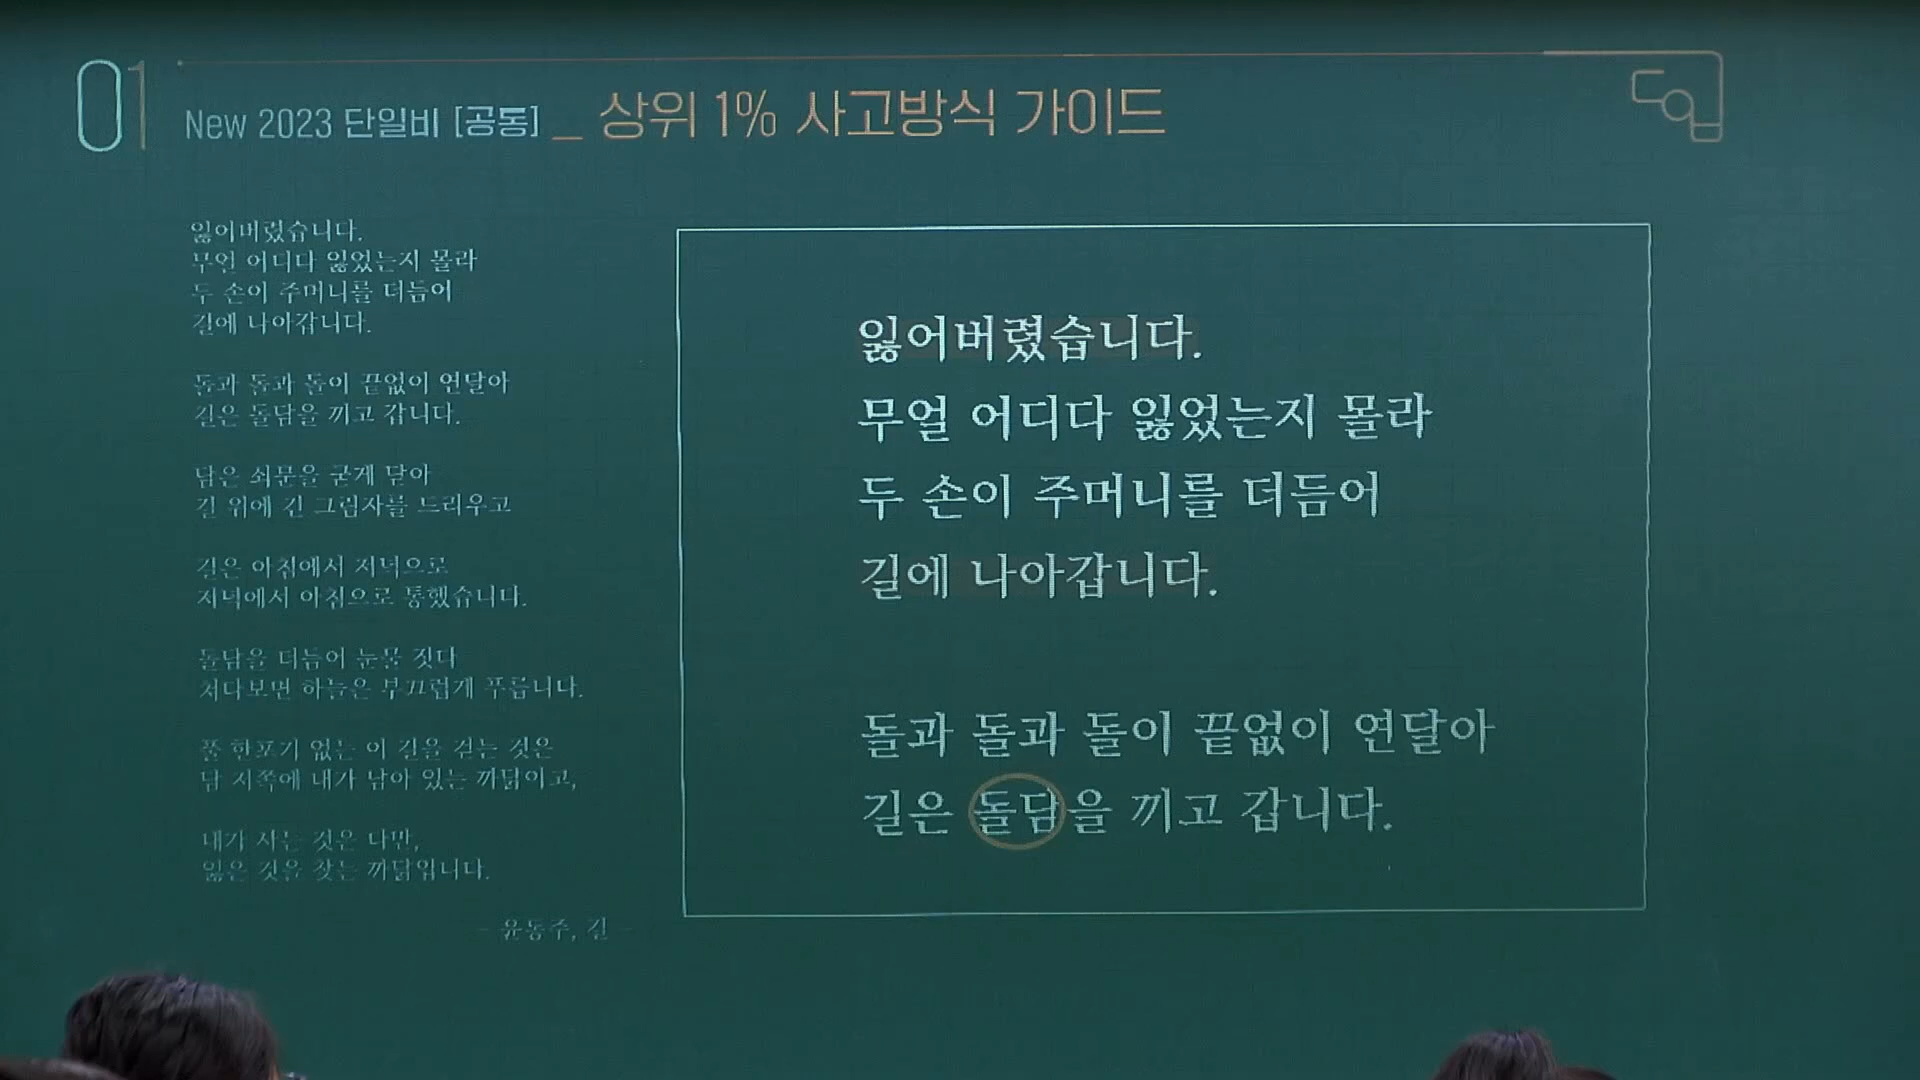 01
New 2023 단일비 [공통] _ 상위 1% 사고방식 가이드
잃어버렸습니다.
무얼 어디다 잃었는지 몰라
두 손이 주머니를 더듬어
길에 나아갑니다.
돌과 돌과 돌이 끝없이 연달아
길은 돌담을 끼고 갑니다.
담은 쇠문을 굳게 닫아
길 위에 긴 그림자를 드리우고
길은 아침에서 저녁으로
저녁에서 아침으로 통했습니다.
돌담을 더듬어 눈물 짓다
쳐다보면 하늘은 부끄럽게 푸릅니다.
풀 한포기 없는 이 길을 걷는 것은
담 저쪽에 내가 남아 있는 까닭이고,
내가 사는 것은 다만,
잃은 것을 찾는 까닭입니다.
- 윤동주, 길 -
잃어버렸습니다.
무얼 어디다 잃었는지 몰라
두 손이 주머니를 더듬어
길에 나아갑니다.
돌과 돌과 돌이 끝없이 연달아
길은 돌담을 끼고 갑니다.